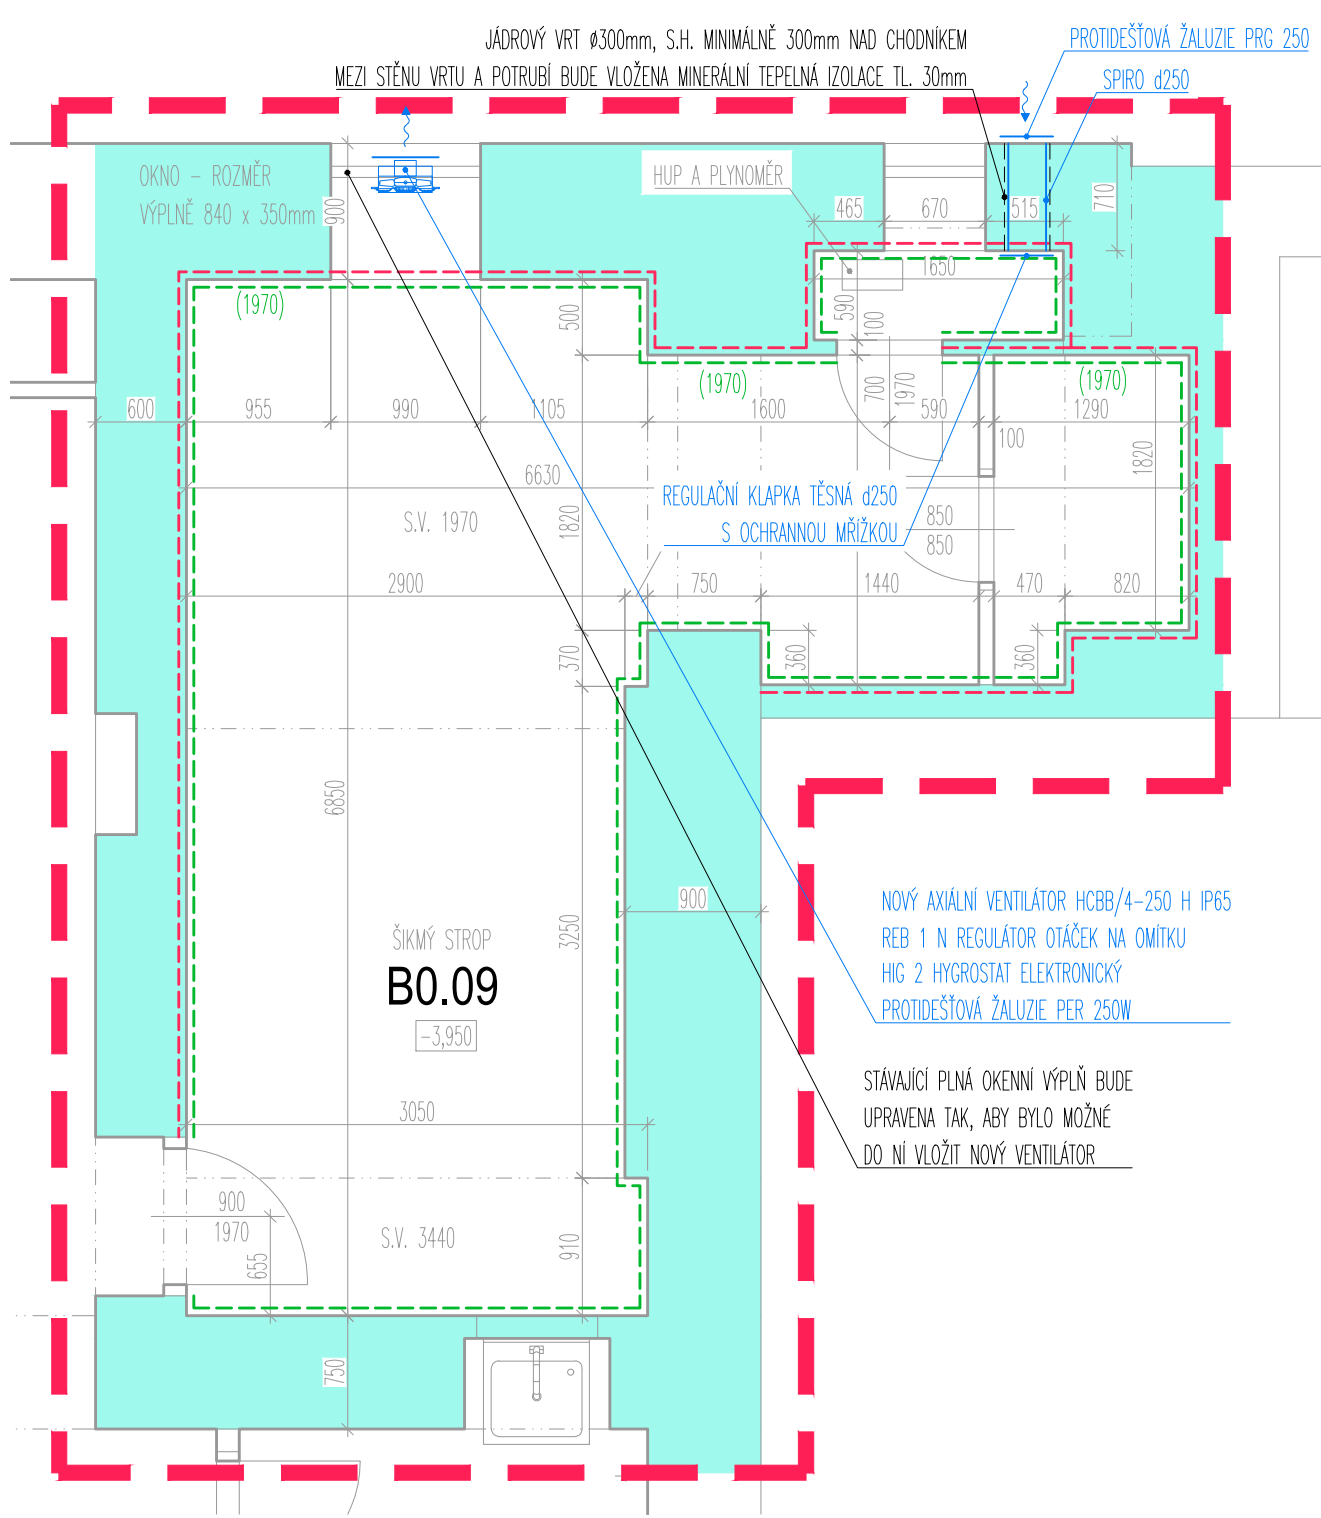 JÁDROVÝ VRT ø300mm, S.H. MINIMÁLNĚ 300mm NAD CHODNÍKEM
MEZI STĚNU VRTU A POTRUBÍ BUDE VLOŽENA MINERÁLNÍ TEPELNÁ IZOLACE TL. 30mm
PROTIDEŠŤOVÁ ŽALUZIE PRG 250
SPIRO d250
OKNO - ROZMĚR
VÝPLNĚ 840 x 350mm
900
HUP A PLYNOMĚR
465
670
515
710
1650
590
100
(1970)
500
(1970)
(1970)
700
1970
600
955
990
1105
1600
590
1290
100
1820
6630
S.V. 1970
1820
REGULAČNÍ KLAPKA TĚSNÁ d250
S OCHRANNOU MŘÍŽKOU
850
850
2900
750
1440
470
820
370
360
360
6850
900
3250
ŠIKMÝ STROP
B0.09
-3,950
NOVÝ AXIÁLNÍ VENTILÁTOR HCBB/4-250 H IP65
REB 1 N REGULÁTOR OTÁČEK NA OMÍTKU
HIG 2 HYGROSTAT ELEKTRONICKÝ
PROTIDEŠŤOVÁ ŽALUZIE PER 250W
STÁVAJÍCÍ PLNÁ OKENNÍ VÝPLŇ BUDE
UPRAVENA TAK, ABY BYLO MOŽNÉ
DO NÍ VLOŽIT NOVÝ VENTILÁTOR
3050
900
1970
655
S.V. 3440
910
750